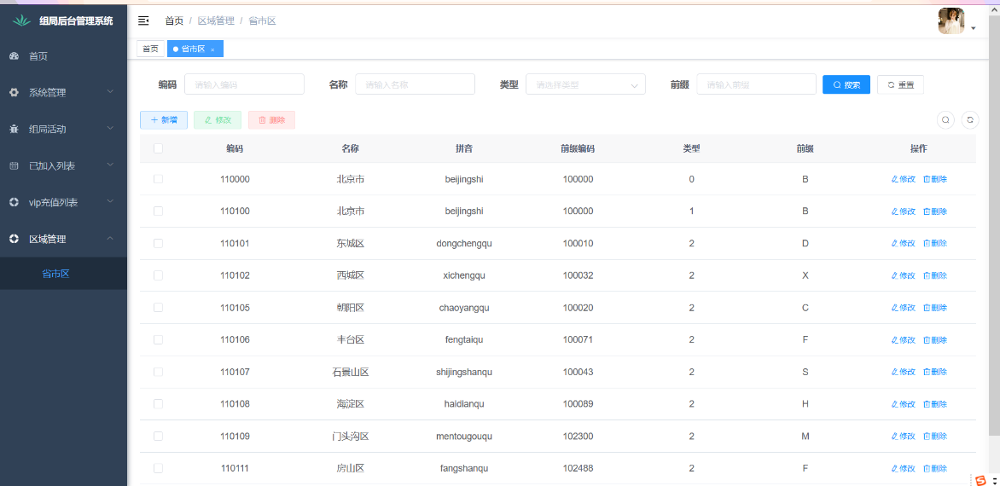 组局后台管理系统
首页 / 区域管理 / 省市区
首页
省市区 ×
首页
系统管理
组局活动
已加入列表
vip充值列表
区域管理
省市区
编码 请输入编码 名称 请输入名称 类型 请选择类型 前缀 请输入前缀 搜索 重置
+ 新增 修改 删除
编码 名称 拼音 前缀编码 类型 前缀 操作
110000 北京市 beijingshi 100000 0 B 修改 删除
110100 北京市 beijingshi 100000 1 B 修改 删除
110101 东城区 dongchengqu 100010 2 D 修改 删除
110102 西城区 xichengqu 100032 2 X 修改 删除
110105 朝阳区 chaoyangqu 100020 2 C 修改 删除
110106 丰台区 fengtaiqu 100071 2 F 修改 删除
110107 石景山区 shijingshanqu 100043 2 S 修改 删除
110108 海淀区 haidianqu 100089 2 H 修改 删除
110109 门头沟区 mentougouqu 102300 2 M 修改 删除
110111 房山区 fangshanqu 102488 2 F 修改 删除